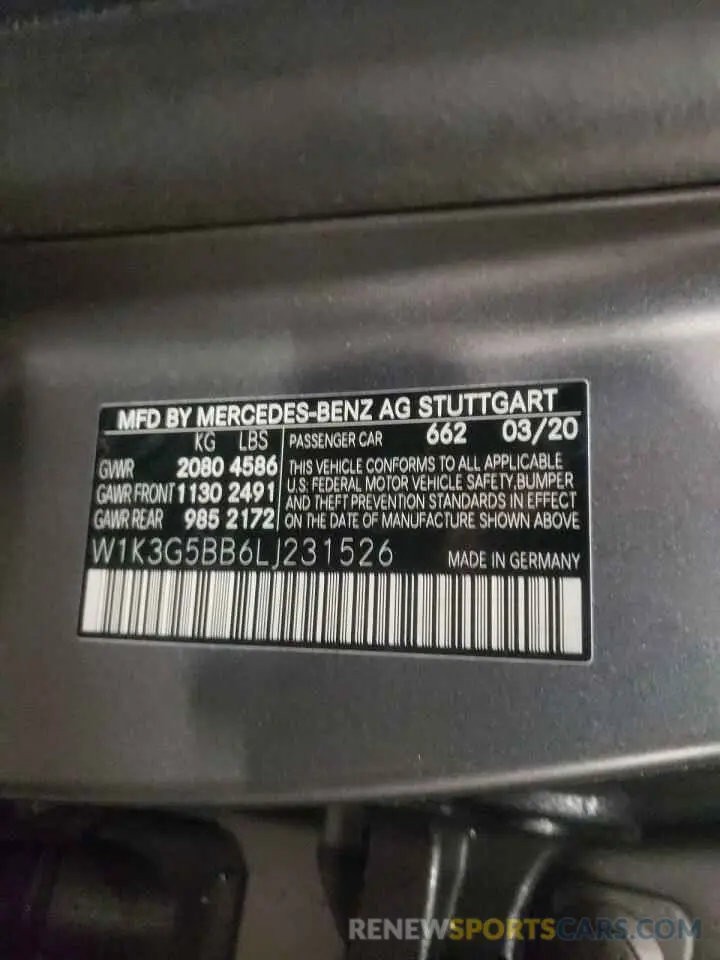 MFD BY MERCEDES-BENZ AG STUTTGART
KG LBS PASSENGER CAR 662 03/20
GVWR 2080 4586 THIS VEHICLE CONFORMS TO ALL APPLICABLE
U.S. FEDERAL MOTOR VEHICLE SAFETY, BUMPER
GAWR FRONT 1130 2491 AND THEFT PREVENTION STANDARDS IN EFFECT
GAWR REAR 985 2172 ON THE DATE OF MANUFACTURE SHOWN ABOVE
W1K3G5BB6LJ231526 MADE IN GERMANY
RENEWSPORTSCARS.COM